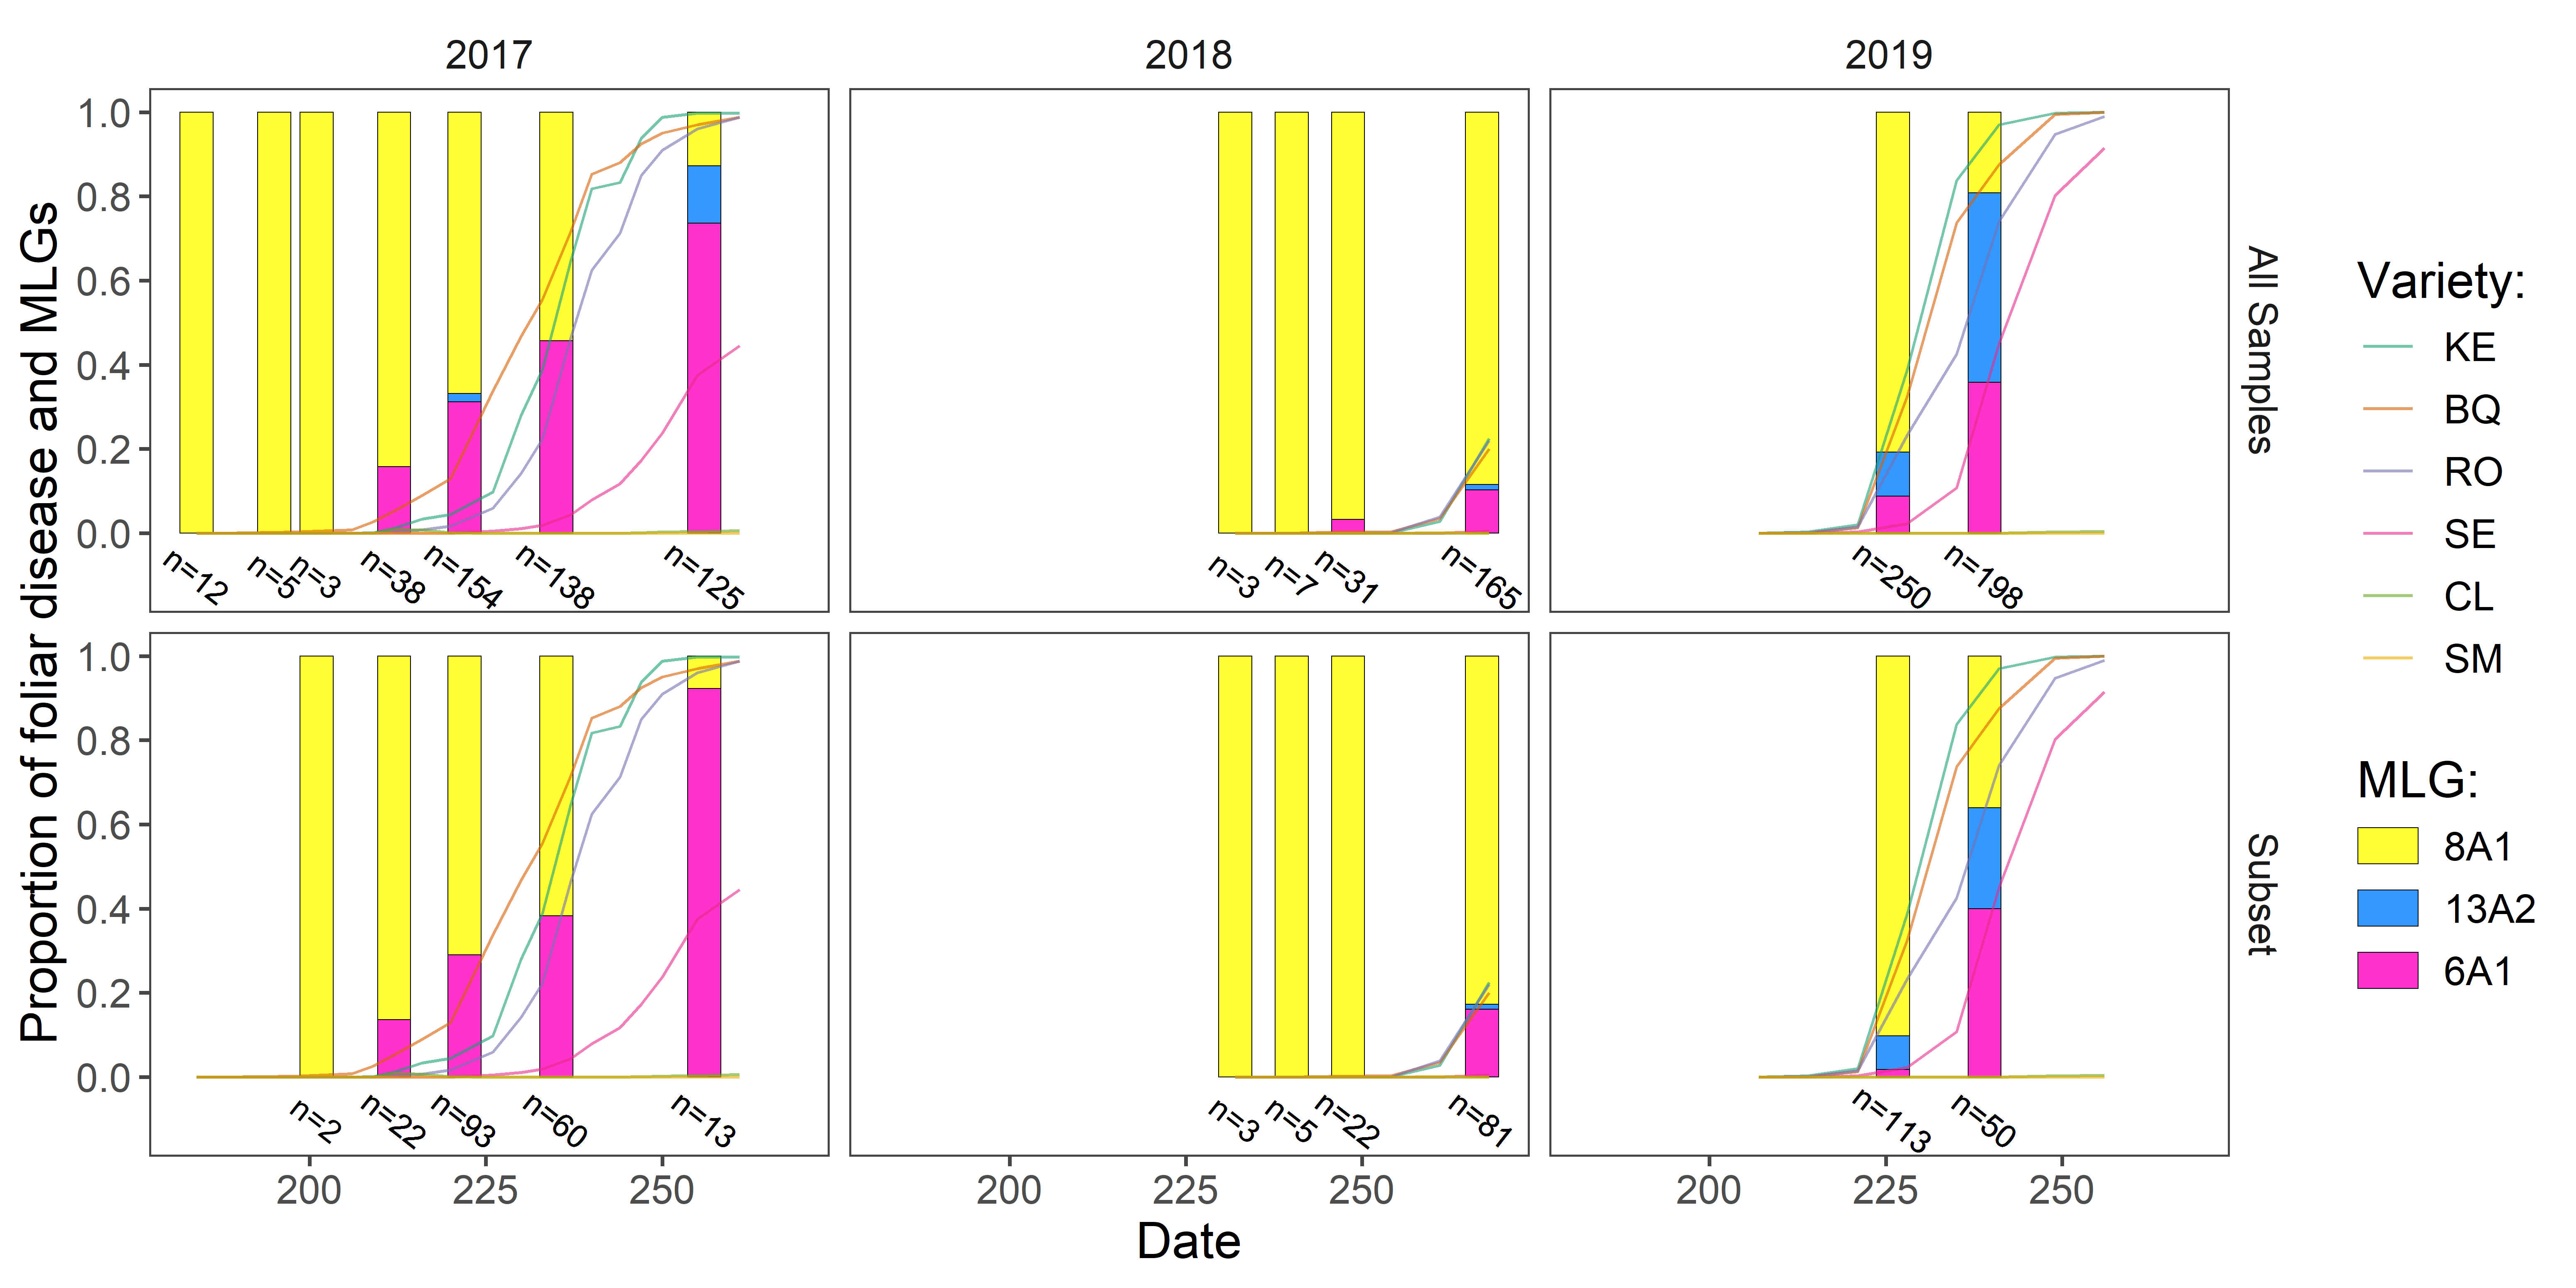 2017 2018 2019
Proportion of foliar disease and MLGs
1.0
0.8
0.6
0.4
0.2
0.0
n=12 n=5 n=3 n=38 n=154 n=138 n=125
n=3 n=7 n=31 n=165
n=250 n=198
All Samples
1.0
0.8
0.6
0.4
0.2
0.0
n=2 n=22 n=93 n=60 n=13
n=3 n=5 n=22 n=81
n=113 n=50
Subset
200 225 250 200 225 250 200 225 250
Date
Variety:
KE
BQ
RO
SE
CL
SM
MLG:
8A1
13A2
6A1